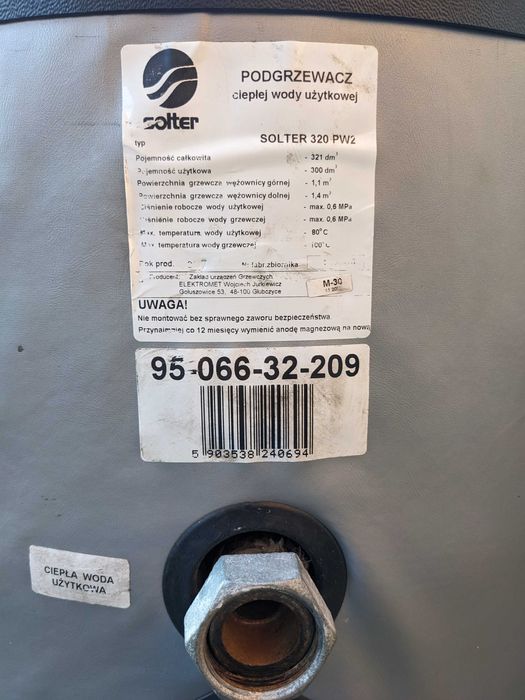 solter
PODGRZEWACZ
ciepłej wody użytkowej
typ SOLTER 320 PW2
Pojemność całkowita - 321 dm³
Pojemność użytkowa - 300 dm³
Powierzchnia grzewcza wężownicy górnej - 1,1 m²
Powierzchnia grzewcza wężownicy dolnej - 1,4 m²
Ciśnienie robocze wody użytkowej - max. 0,6 MPa
Ciśnienie robocze wody grzewczej - max. 0,6 MPa
Max. temperatura wody użytkowej - 80°C
Max temperatura wody grzewczej - 100°C
Rok prod. Nr fabr. zbiornika
Producent: Zakład Urządzeń Grzewczych
ELEKTROMET Wojciech Jurkiewicz
Gołuszowice 53, 48-100 Głubczyce
M-30
UWAGA!
Nie montować bez sprawnego zaworu bezpieczeństwa.
Przynajmniej co 12 miesięcy wymienić anodę magnezową na nową
95-066-32-209
5 903538 240694
CIEPŁA WODA
UŻYTKOWA